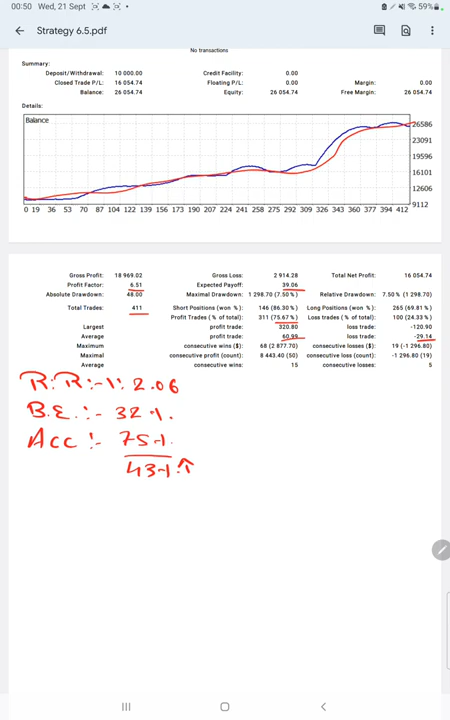 00:50 Wed, 21 Sept 59%
Strategy 6.5.pdf
No transactions
Summary:
Deposit/Withdrawal: 10 000.00 Credit Facility: 0.00
Closed Trade P/L: 16 054.74 Floating P/L: 0.00 Margin: 0.00
Balance: 26 054.74 Equity: 26 054.74 Free Margin: 26 054.74
Details:
Balance
26586
23091
19596
16101
12606
9112
0 19 36 53 70 87 104 122 139 156 173 190 207 224 241 258 275 292 309 326 343 360 377 394 412
Gross Profit: 18 969.02 Gross Loss: 2 914.28 Total Net Profit: 16 054.74
Profit Factor: 6.51 Expected Payoff: 39.06
Absolute Drawdown: 48.00 Maximal Drawdown: 1 298.70 (7.50%) Relative Drawdown: 7.50% (1 298.70)
Total Trades: 411 Short Positions (won %): 146 (86.30%) Long Positions (won %): 265 (69.81%)
Profit Trades (% of total): 311 (75.67%) Loss trades (% of total): 100 (24.33%)
Largest profit trade: 320.80 loss trade: -120.90
Average profit trade: 60.99 loss trade: -29.14
Maximum consecutive wins ($): 68 (2 877.70) consecutive losses ($): 19 (-1 296.80)
Maximal consecutive profit (count): 8 443.40 (50) consecutive loss (count): -1 296.80 (19)
Average consecutive wins: 15 consecutive losses: 5
R:R:-1:2.06
B.E. :- 32%.
Acc :- 75%.
43%↑